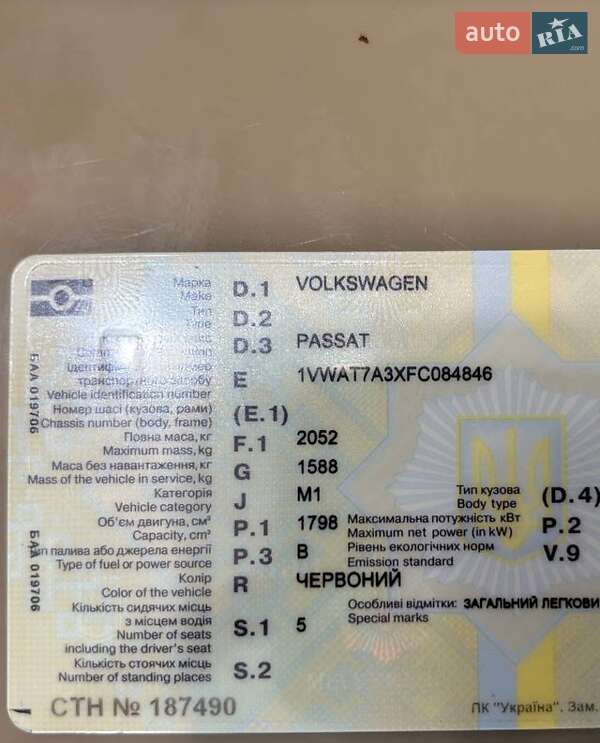 auto RIA .com
Марка D.1 VOLKSWAGEN
Make
Тип D.2
Type
D.3 PASSAT
E 1VWAT7A3XFC084846
транспортного засобу
Vehicle identification number
Номер шасі (кузова, рами) (E.1)
Chassis number (body, frame)
Повна маса, кг F.1 2052
Maximum mass, kg
Маса без навантаження, кг G 1588
Mass of the vehicle in service, kg
Категорія J M1 Тип кузова (D.4)
Vehicle category Body type
Об'єм двигуна, см³ P.1 1798 Максимальна потужність кВт P.2
Capacity, cm³ Maximum net power (in kW)
Тип палива або джерела енергії P.3 B Рівень екологічних норм V.9
Type of fuel or power source Emission standard
Колір R ЧЕРВОНИЙ
Color of the vehicle
Кількість сидячих місць Особливі відмітки: ЗАГАЛЬНИЙ ЛЕГКОВИ
з місцем водія S.1 5 Special marks
Number of seats
including the driver's seat
Кількість стоячих місць S.2
Number of standing places
СТН № 187490
ПК "Україна". Зам.
БАА 019706
БАА 019706